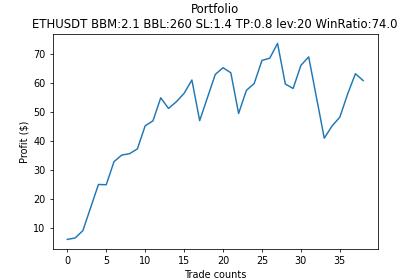 Portfolio
ETHUSDT BBM:2.1 BBL:260 SL:1.4 TP:0.8 lev:20 WinRatio:74.0
70
60
50
40
30
20
10
Profit ($)
0 5 10 15 20 25 30 35
Trade counts